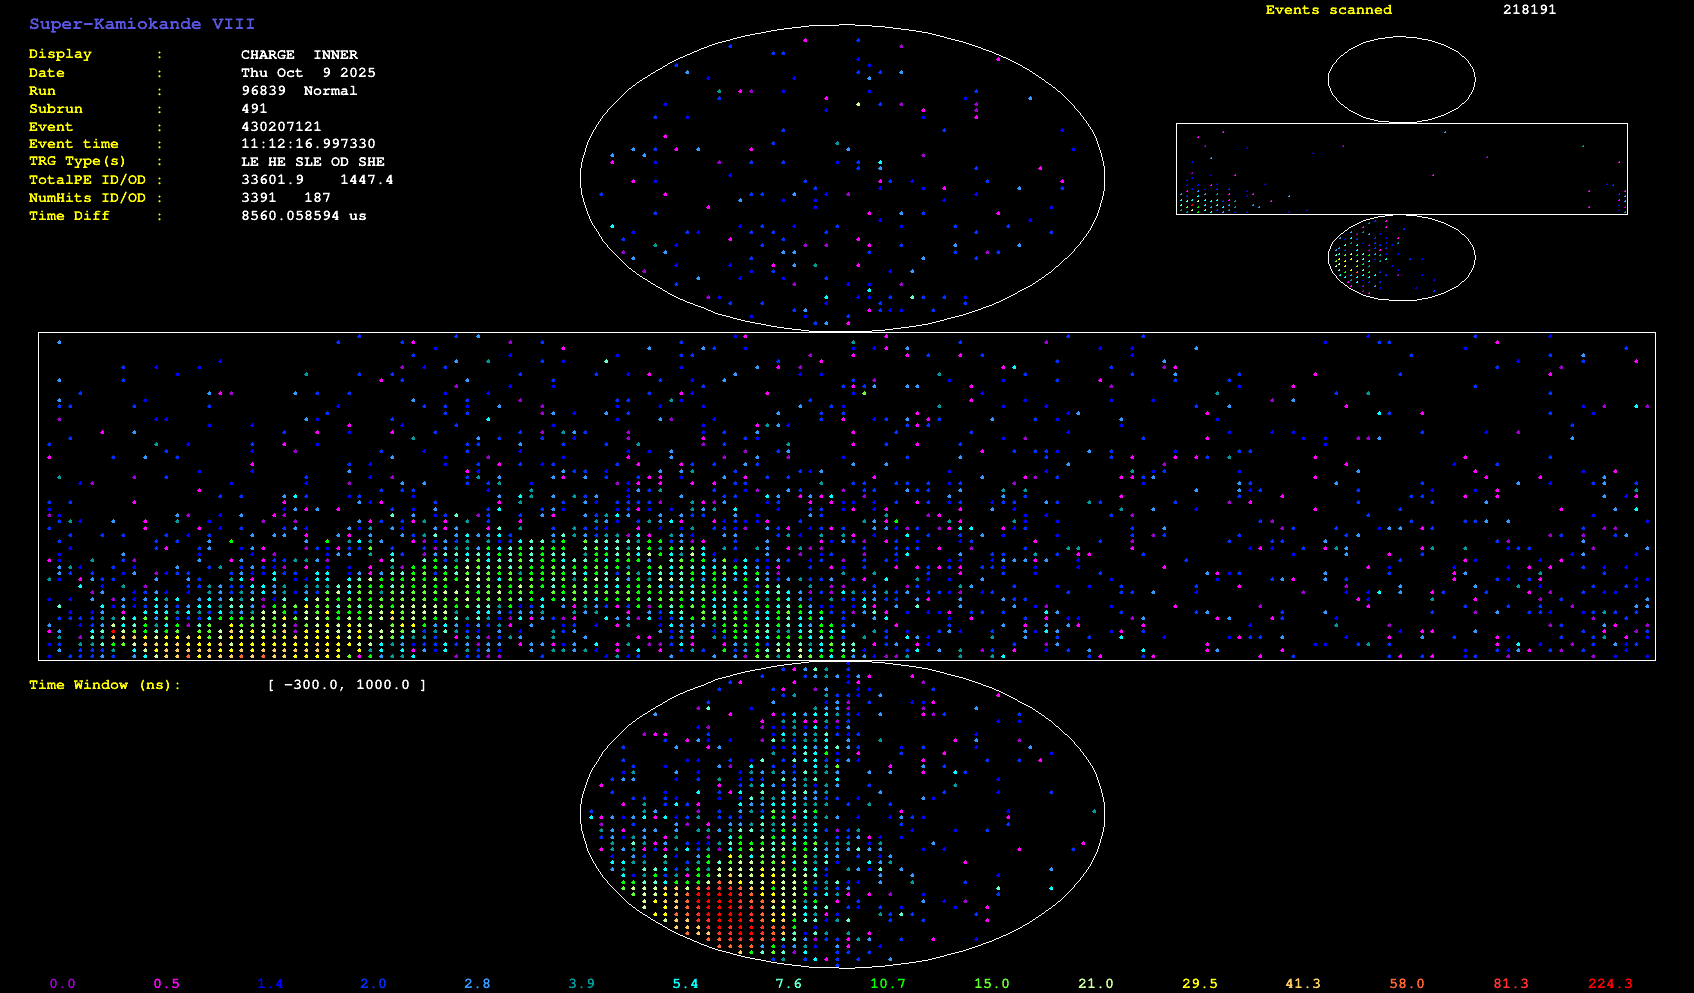 Super-Kamiokande VIII
Events scanned 218191
Display : CHARGE INNER
Date : Thu Oct 9 2025
Run : 96839 Normal
Subrun : 491
Event : 430207121
Event time : 11:12:16.997330
TRG Type(s) : LE HE SLE OD SHE
TotalPE ID/OD : 33601.9 1447.4
NumHits ID/OD : 3391 187
Time Diff : 8560.058594 us
Time Window (ns): [ -300.0, 1000.0 ]
0.0 0.5 1.4 2.0 2.8 3.9 5.4 7.6 10.7 15.0 21.0 29.5 41.3 58.0 81.3 224.3